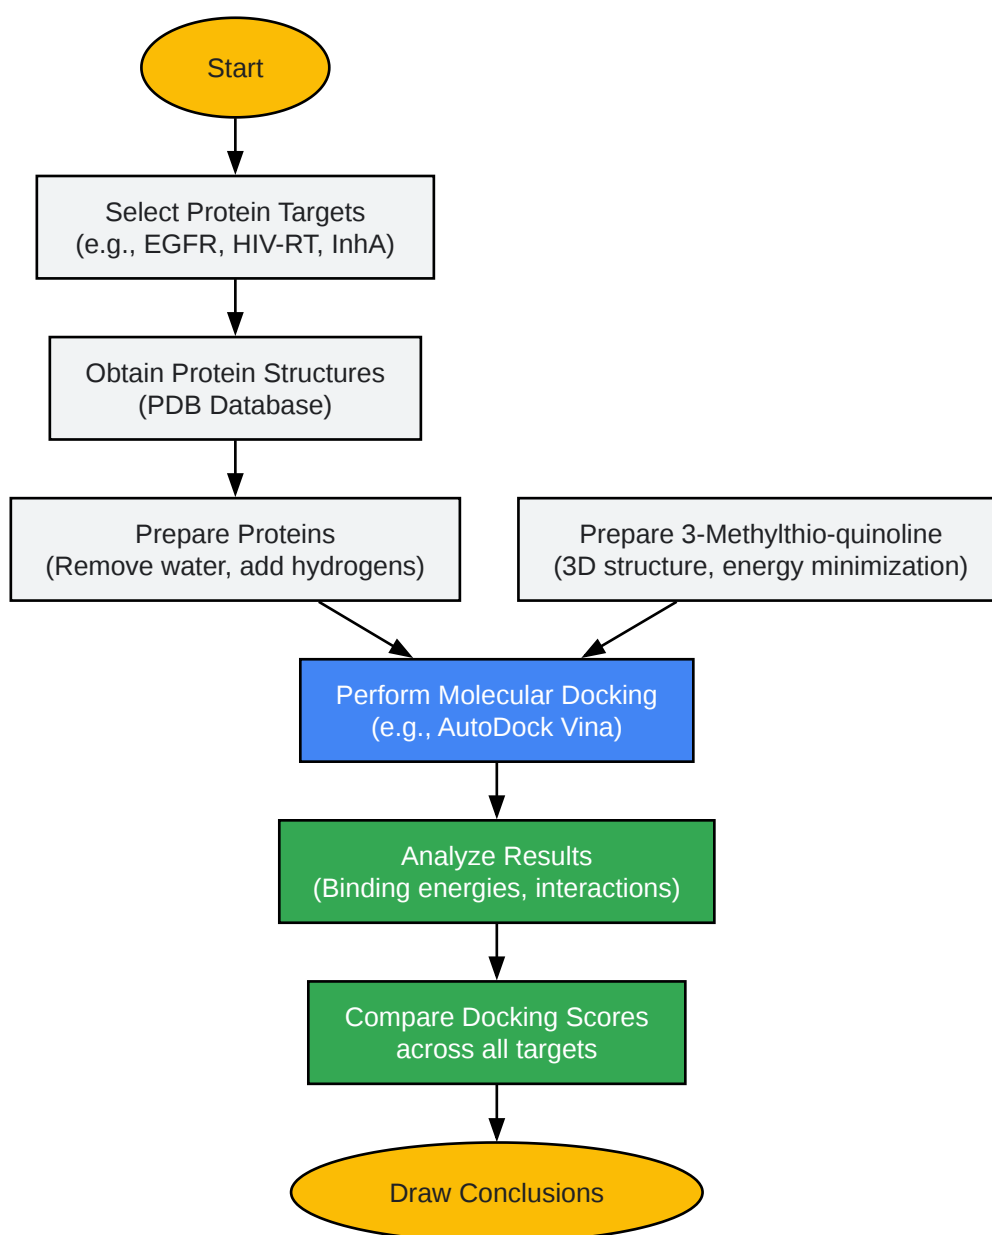 Start
Select Protein Targets
(e.g., EGFR, HIV-RT, InhA)
Obtain Protein Structures
(PDB Database)
Prepare Proteins
(Remove water, add hydrogens)
Prepare 3-Methylthio-quinoline
(3D structure, energy minimization)
Perform Molecular Docking
(e.g., AutoDock Vina)
Analyze Results
(Binding energies, interactions)
Compare Docking Scores
across all targets
Draw Conclusions